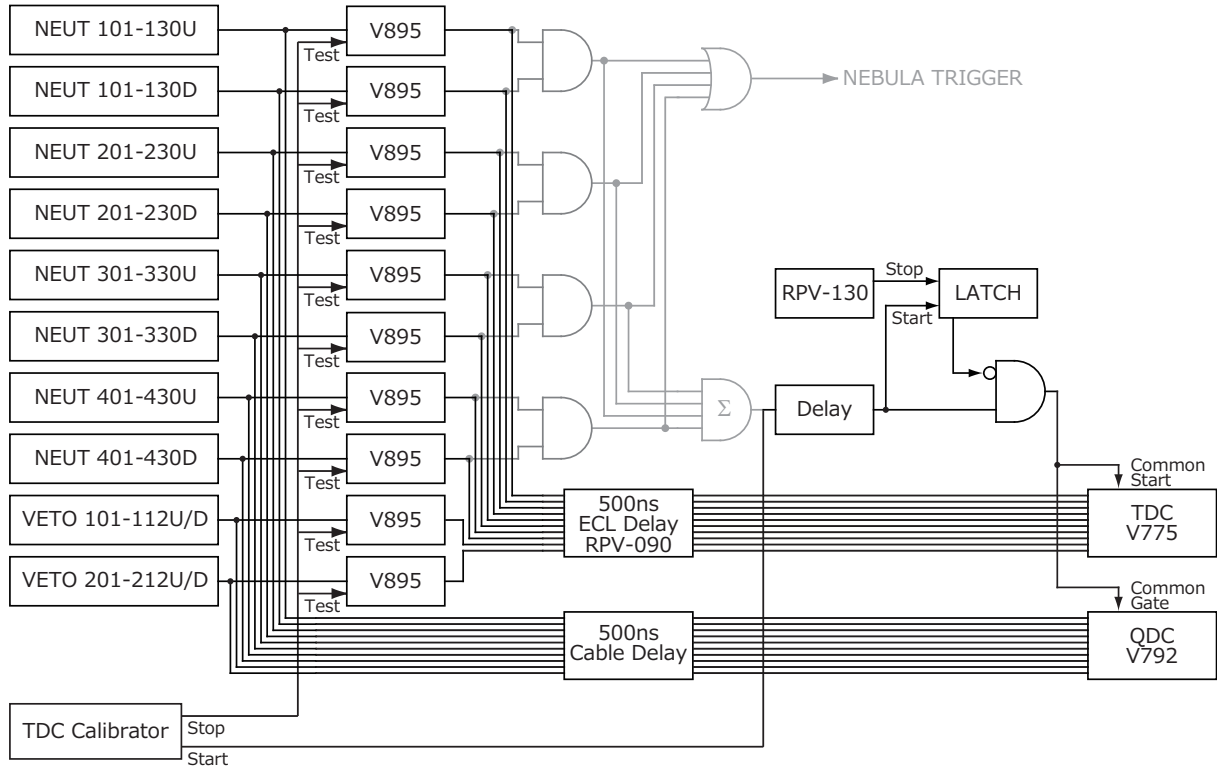 NEUT 101-130U
V895
Test
NEUT 101-130D
V895
Test
NEBULA TRIGGER
NEUT 201-230U
V895
Test
NEUT 201-230D
V895
Test
NEUT 301-330U
V895
Test
NEUT 301-330D
V895
Test
NEUT 401-430U
V895
Test
NEUT 401-430D
V895
Test
VETO 101-112U/D
V895
Test
VETO 201-212U/D
V895
Test
RPV-130
Stop
Start
LATCH
Σ
Delay
Common
Start
500ns
ECL Delay
RPV-090
TDC
V775
Common
Gate
500ns
Cable Delay
QDC
V792
TDC Calibrator
Stop
Start